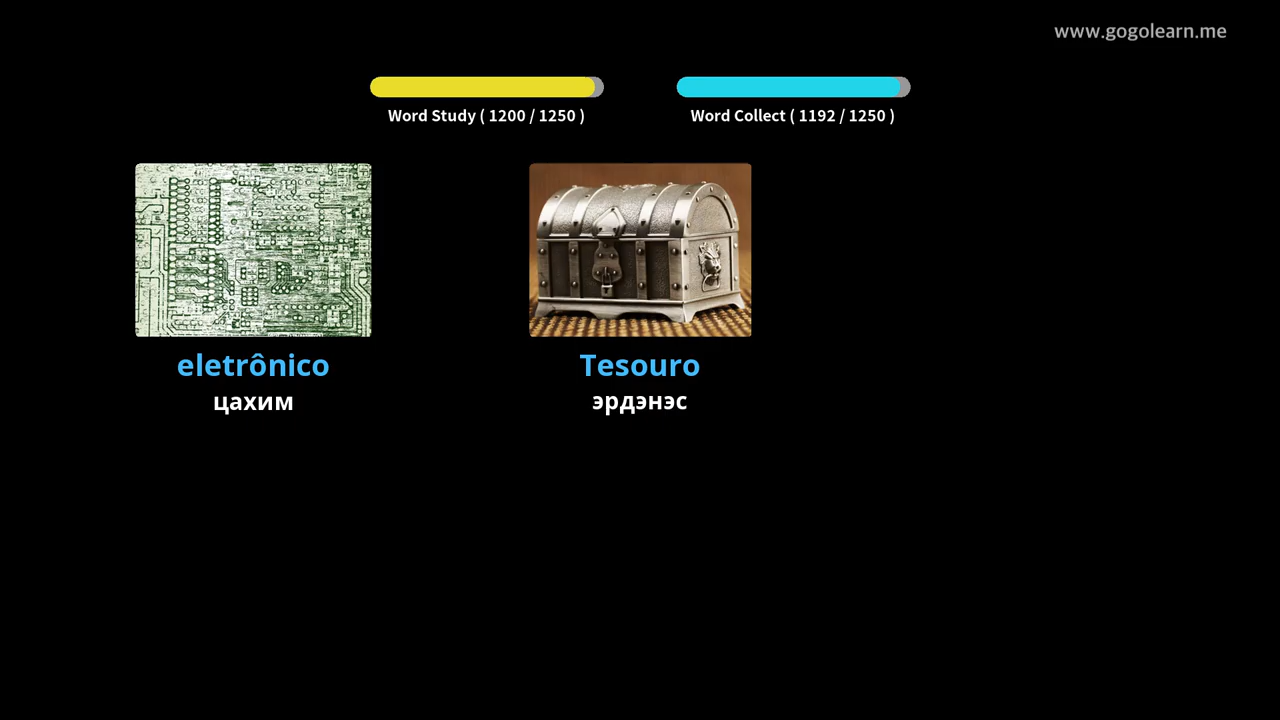 www.gogolearn.me
Word Study ( 1200 / 1250 )
Word Collect ( 1192 / 1250 )
eletrônico
цахим
Tesouro
эрдэнэс